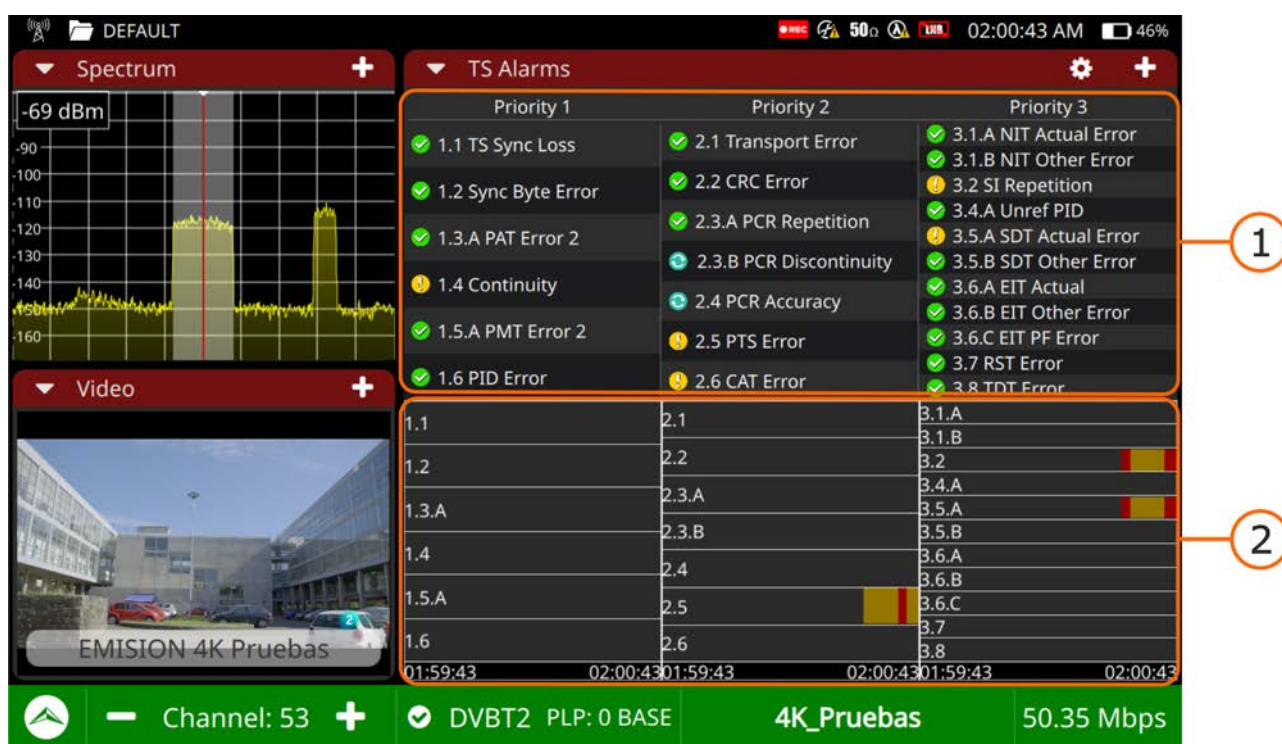 DEFAULT
REC 50Ω LNB 02:00:43 AM 46%
Spectrum
-69 dBm
-90
-100
-110
-120
-130
-140
-150
-160
Video
2
EMISION 4K Pruebas
TS Alarms
Priority 1
1.1 TS Sync Loss
1.2 Sync Byte Error
1.3.A PAT Error 2
1.4 Continuity
1.5.A PMT Error 2
1.6 PID Error
Priority 2
2.1 Transport Error
2.2 CRC Error
2.3.A PCR Repetition
2.3.B PCR Discontinuity
2.4 PCR Accuracy
2.5 PTS Error
2.6 CAT Error
Priority 3
3.1.A NIT Actual Error
3.1.B NIT Other Error
3.2 SI Repetition
3.4.A Unref PID
3.5.A SDT Actual Error
3.5.B SDT Other Error
3.6.A EIT Actual
3.6.B EIT Other Error
3.6.C EIT PF Error
3.7 RST Error
3.8 TDT Error
1
1.1
1.2
1.3.A
1.4
1.5.A
1.6
01:59:43 02:00:43
2.1
2.2
2.3.A
2.3.B
2.4
2.5
2.6
01:59:43 02:00:43
3.1.A
3.1.B
3.2
3.4.A
3.5.A
3.5.B
3.6.A
3.6.B
3.6.C
3.7
3.8
01:59:43 02:00:43
2
Channel: 53 DVBT2 PLP: 0 BASE 4K_Pruebas 50.35 Mbps